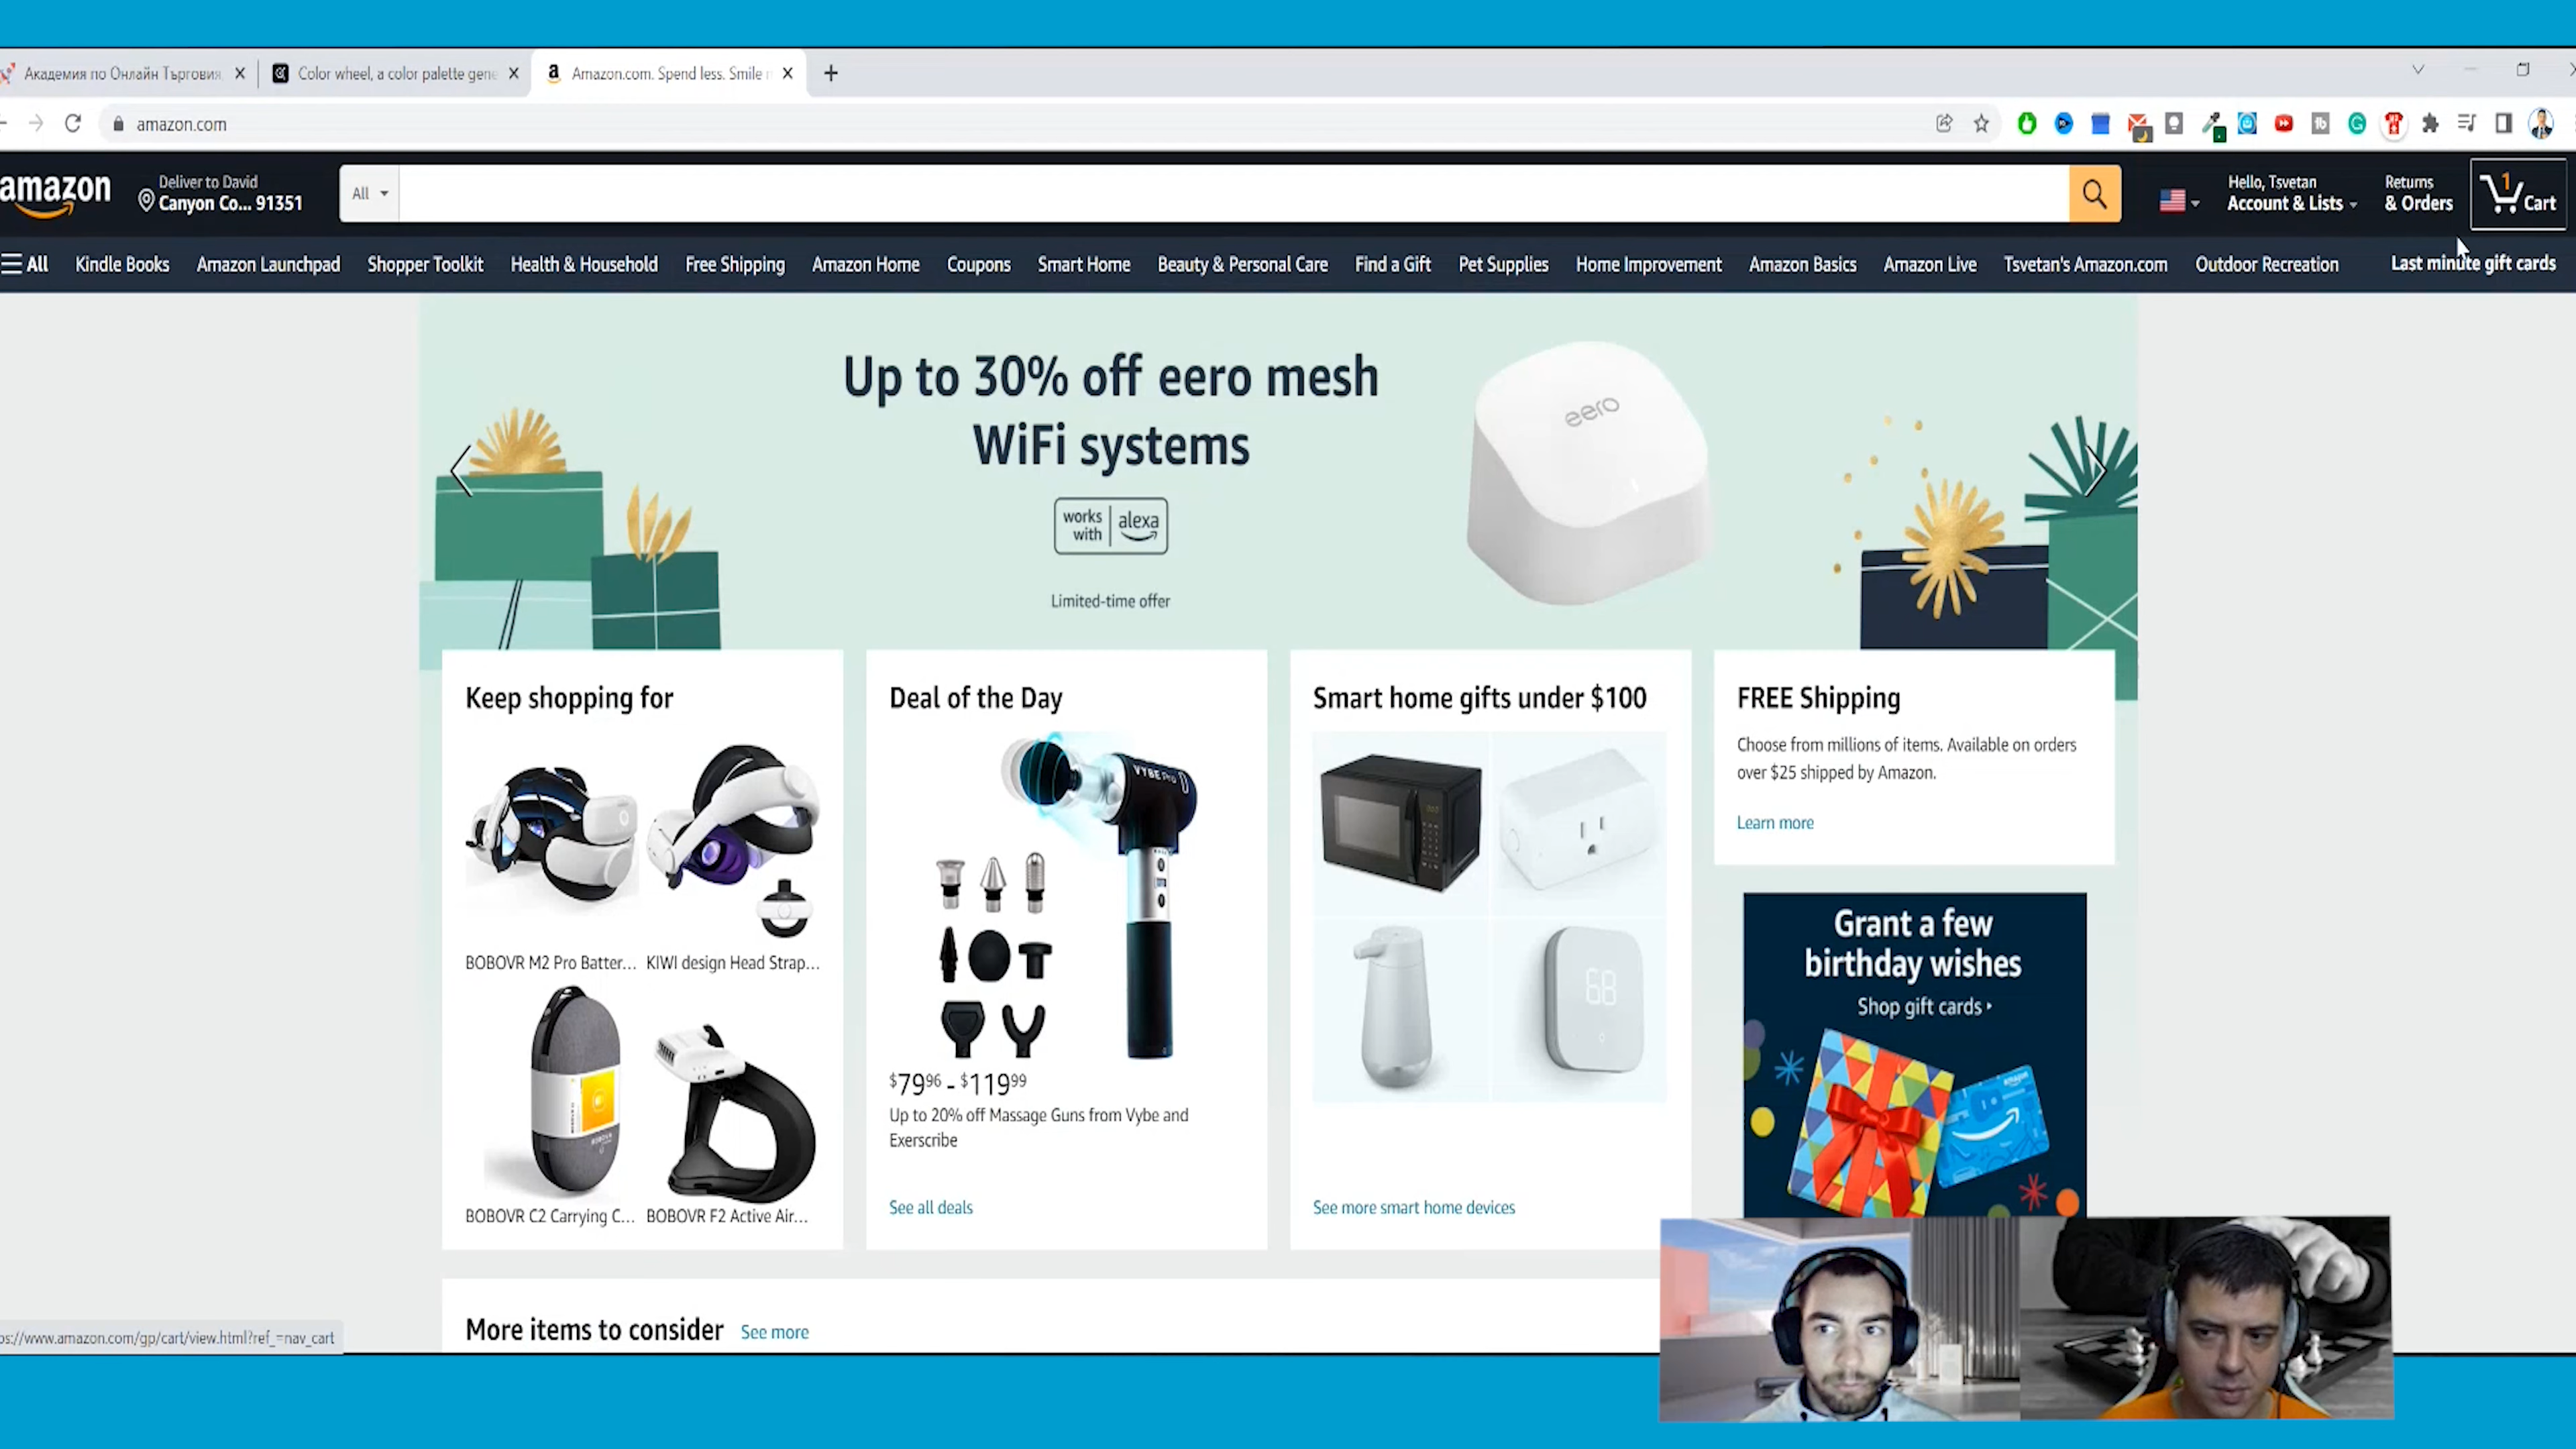 Академия по Онлайн Търговия
Color wheel, a color palette gene
Amazon.com. Spend less. Smile
amazon.com
amazon
Deliver to David
Canyon Co... 91351
All
Hello, Tsvetan
Account & Lists
Returns
& Orders
1
Cart
All
Kindle Books
Amazon Launchpad
Shopper Toolkit
Health & Household
Free Shipping
Amazon Home
Coupons
Smart Home
Beauty & Personal Care
Find a Gift
Pet Supplies
Home Improvement
Amazon Basics
Amazon Live
Tsvetan's Amazon.com
Outdoor Recreation
Last minute gift cards
Up to 30% off eero mesh
WiFi systems
works
with
alexa
Limited-time offer
eero
Keep shopping for
BOBOVR M2 Pro Batter...
KIWI design Head Strap...
BOBOVR C2 Carrying C...
BOBOVR F2 Active Air...
Deal of the Day
VYBE Pro
$7996 - $11999
Up to 20% off Massage Guns from Vybe and
Exerscribe
See all deals
Smart home gifts under $100
68
See more smart home devices
FREE Shipping
Choose from millions of items. Available on orders
over $25 shipped by Amazon.
Learn more
Grant a few
birthday wishes
Shop gift cards
amazon
More items to consider
See more
ps://www.amazon.com/gp/cart/view.html?ref_=nav_cart